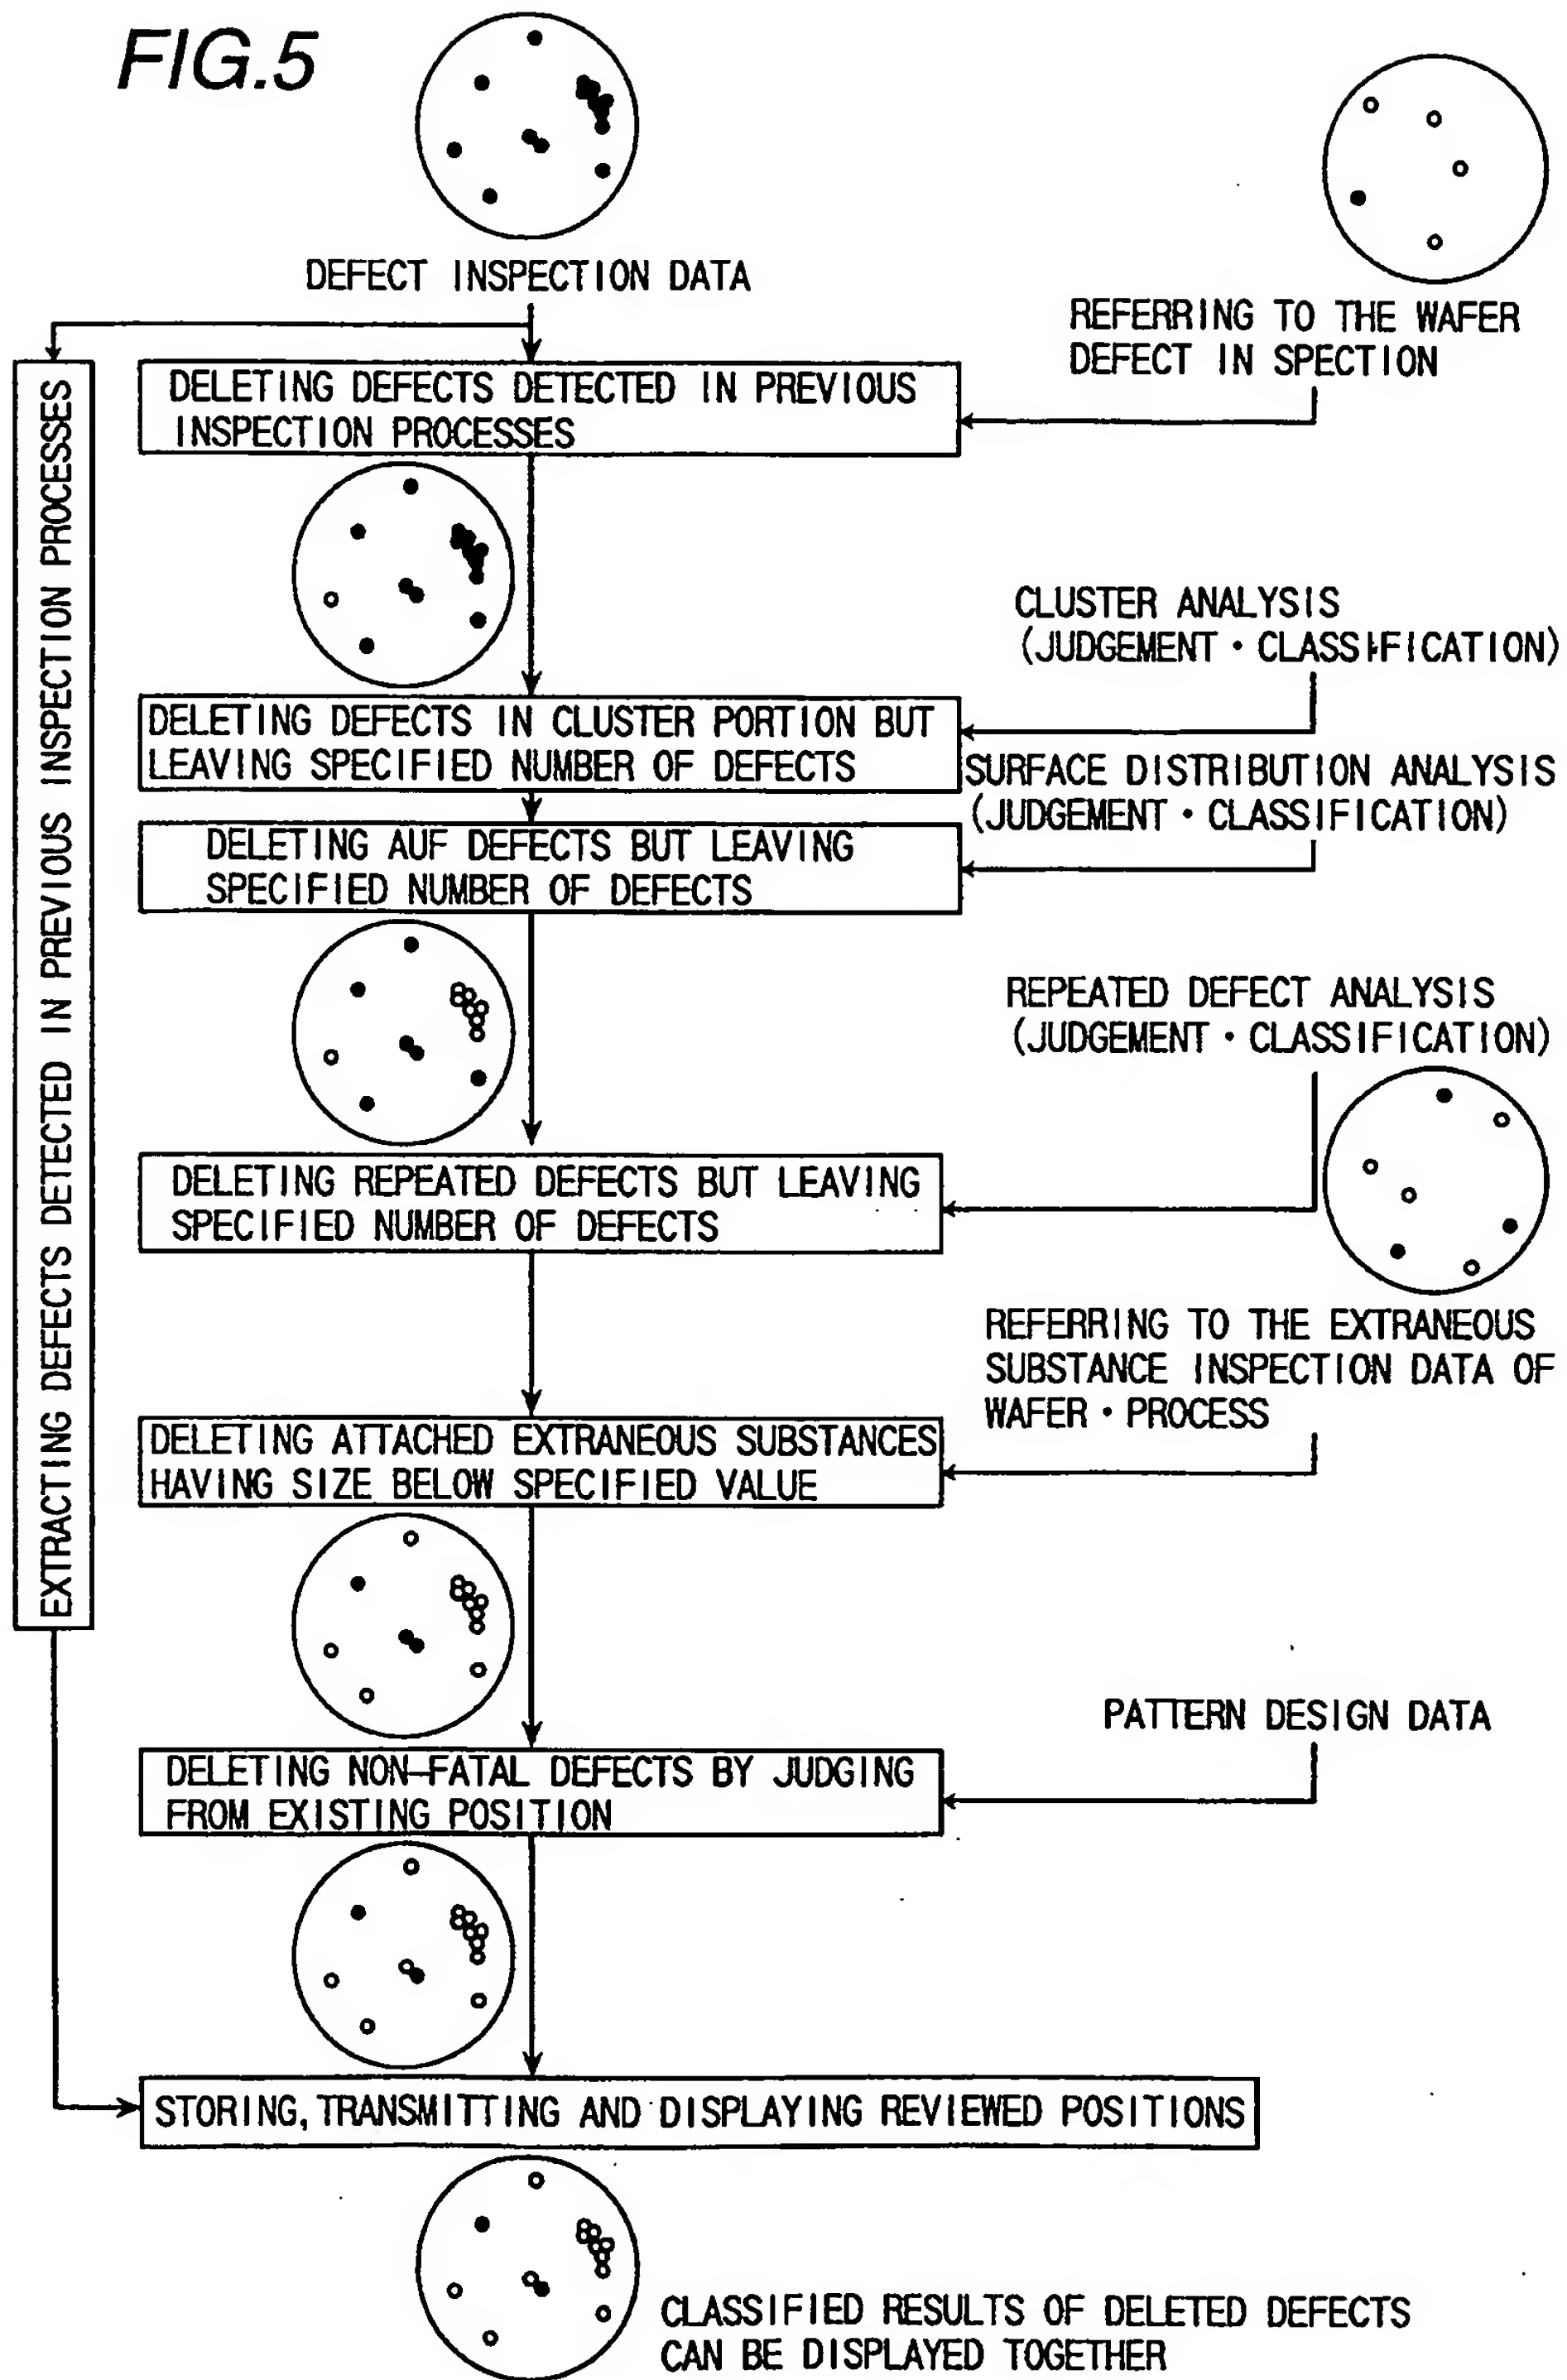 FIG.5
DEFECT INSPECTION DATA
REFERRING TO THE WAFER
DEFECT IN SPECTION
EXTRACTING DEFECTS DETECTED IN PREVIOUS INSPECTION PROCESSES
DELETING DEFECTS DETECTED IN PREVIOUS
INSPECTION PROCESSES
CLUSTER ANALYSIS
(JUDGEMENT・CLASSIFICATION)
DELETING DEFECTS IN CLUSTER PORTION BUT
LEAVING SPECIFIED NUMBER OF DEFECTS
SURFACE DISTRIBUTION ANALYSIS
(JUDGEMENT・CLASSIFICATION)
DELETING AUF DEFECTS BUT LEAVING
SPECIFIED NUMBER OF DEFECTS
REPEATED DEFECT ANALYSIS
(JUDGEMENT・CLASSIFICATION)
DELETING REPEATED DEFECTS BUT LEAVING
SPECIFIED NUMBER OF DEFECTS
REFERRING TO THE EXTRANEOUS
SUBSTANCE INSPECTION DATA OF
WAFER・PROCESS
DELETING ATTACHED EXTRANEOUS SUBSTANCES
HAVING SIZE BELOW SPECIFIED VALUE
PATTERN DESIGN DATA
DELETING NON-FATAL DEFECTS BY JUDGING
FROM EXISTING POSITION
STORING, TRANSMITTING AND DISPLAYING REVIEWED POSITIONS
CLASSIFIED RESULTS OF DELETED DEFECTS
CAN BE DISPLAYED TOGETHER